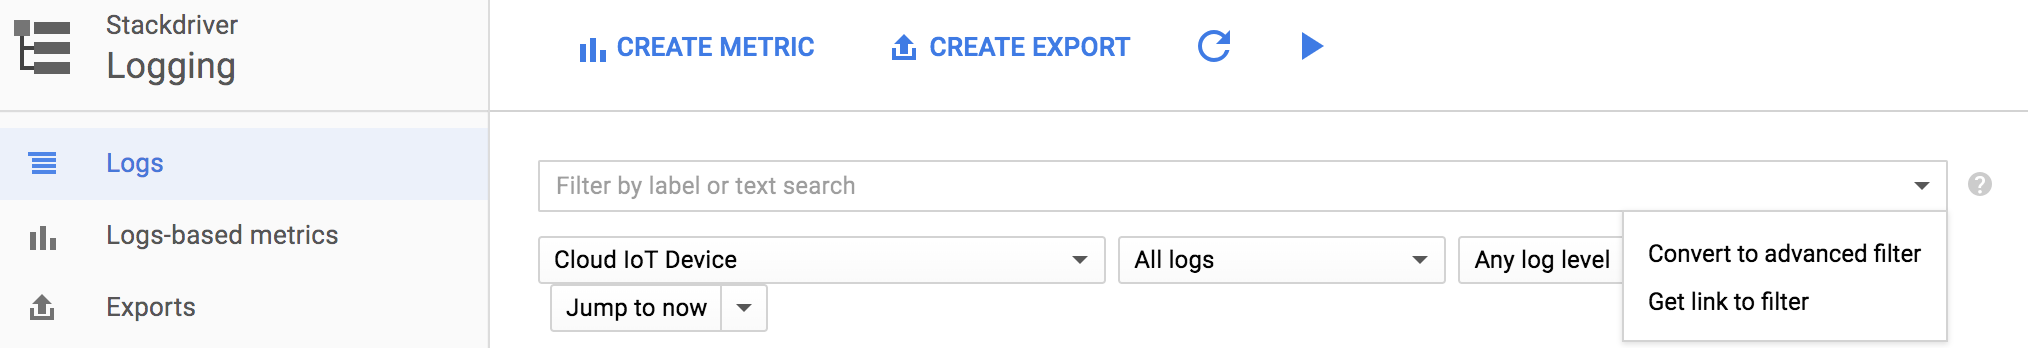 Stackdriver
Logging
CREATE METRIC
CREATE EXPORT
Logs
Logs-based metrics
Exports
Filter by label or text search
?
Cloud IoT Device
All logs
Any log level
Convert to advanced filter
Get link to filter
Jump to now